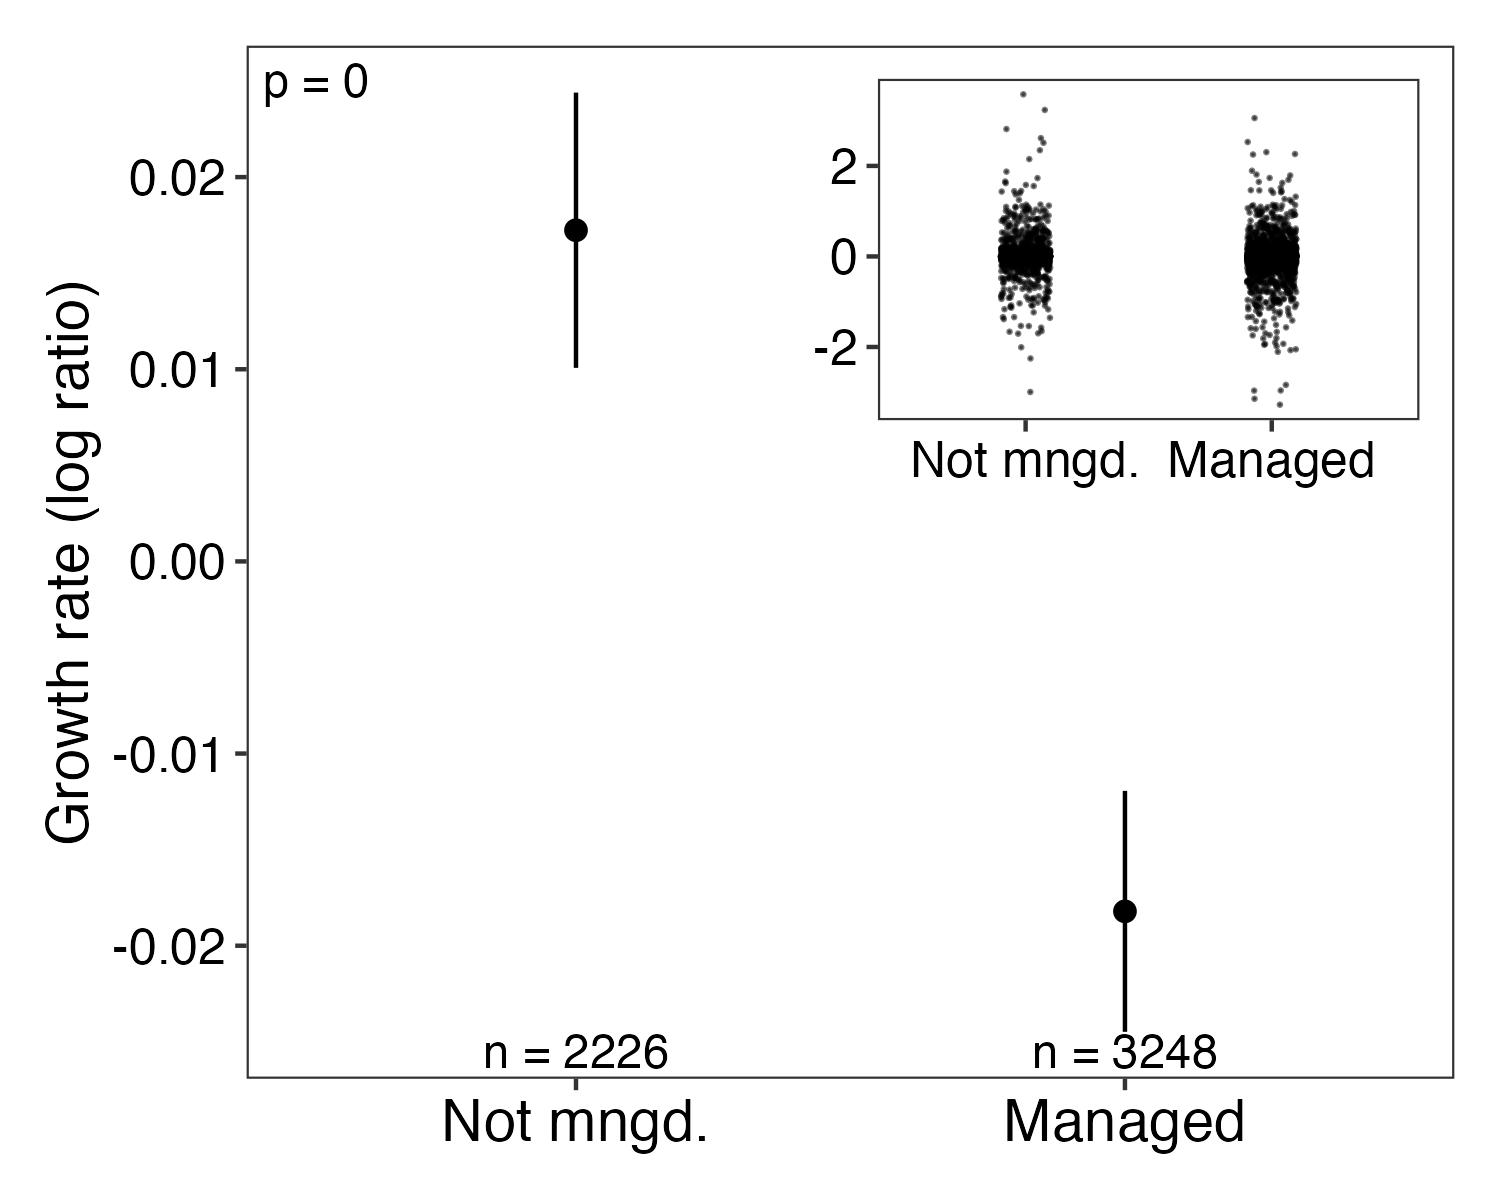 p = 0
Growth rate (log ratio)
0.02
0.01
0.00
-0.01
-0.02
2
0
-2
Not mngd. Managed
n = 2226 n = 3248
Not mngd. Managed